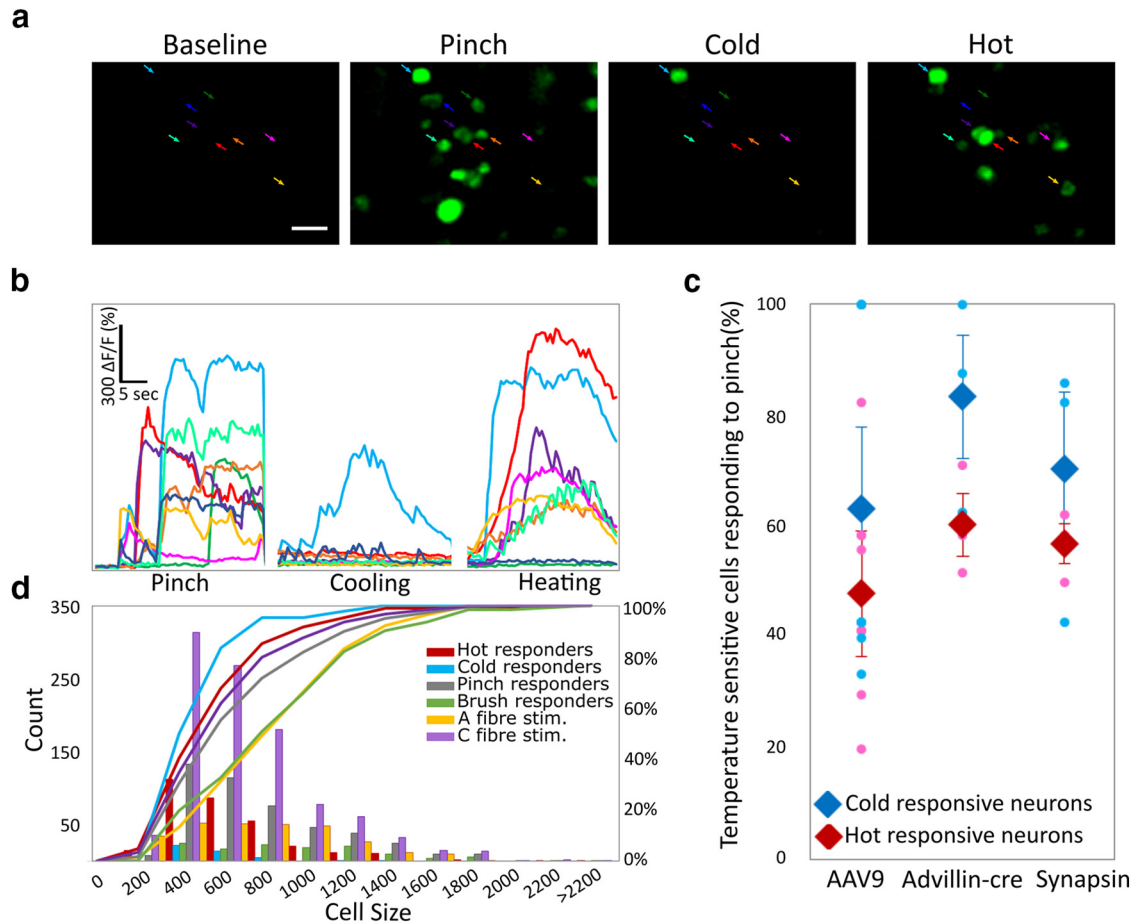 a
Baseline
Pinch
Cold
Hot
b
300 ΔF/F (%)
5 sec
Pinch
Cooling
Heating
c
Temperature sensitive cells responding to pinch(%)
100
80
60
40
20
0
Cold responsive neurons
Hot responsive neurons
AAV9
Advillin-cre
Synapsin
d
Count
350
250
150
50
100%
80%
60%
40%
20%
0%
Hot responders
Cold responders
Pinch responders
Brush responders
A fibre stim.
C fibre stim.
0
200
400
600
800
1000
1200
1400
1600
1800
2000
2200
>2200
Cell Size